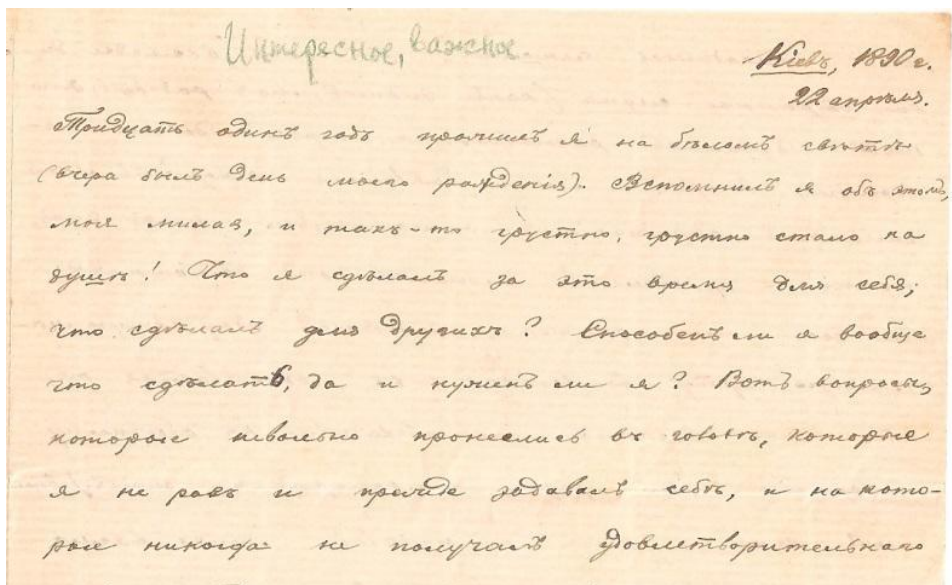 Интересное, важное
Кіевъ, 1890 г.
22 апрѣля.
Тридцать одинъ годъ прожилъ я на бѣломъ свѣтѣ
(вчера былъ день моего рожденія). Вспомнилъ я объ этомъ,
моя милая, и такъ-то грустно, грустно стало на
душѣ! Что я сдѣлалъ за это время для себя;
что сдѣлалъ для другихъ? Способенъ ли я вообще
что сдѣлать, да и нуженъ ли я? Вотъ вопросы,
которые невольно пронеслись въ головѣ, которые
я не разъ и прежде задавалъ себѣ, и на кото-
рые никогда не получалъ удовлетворительнаго